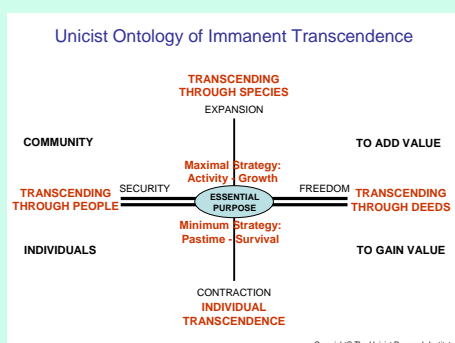 Unicist Ontology of Immanent Transcendence
TRANSCENDING
THROUGH SPECIES
EXPANSION
COMMUNITY
TO ADD VALUE
Maximal Strategy:
Activity - Growth
TRANSCENDING
THROUGH PEOPLE
SECURITY
ESSENTIAL
PURPOSE
FREEDOM
TRANSCENDING
THROUGH DEEDS
Minimum Strategy:
Pastime - Survival
INDIVIDUALS
TO GAIN VALUE
CONTRACTION
INDIVIDUAL
TRANSCENDENCE